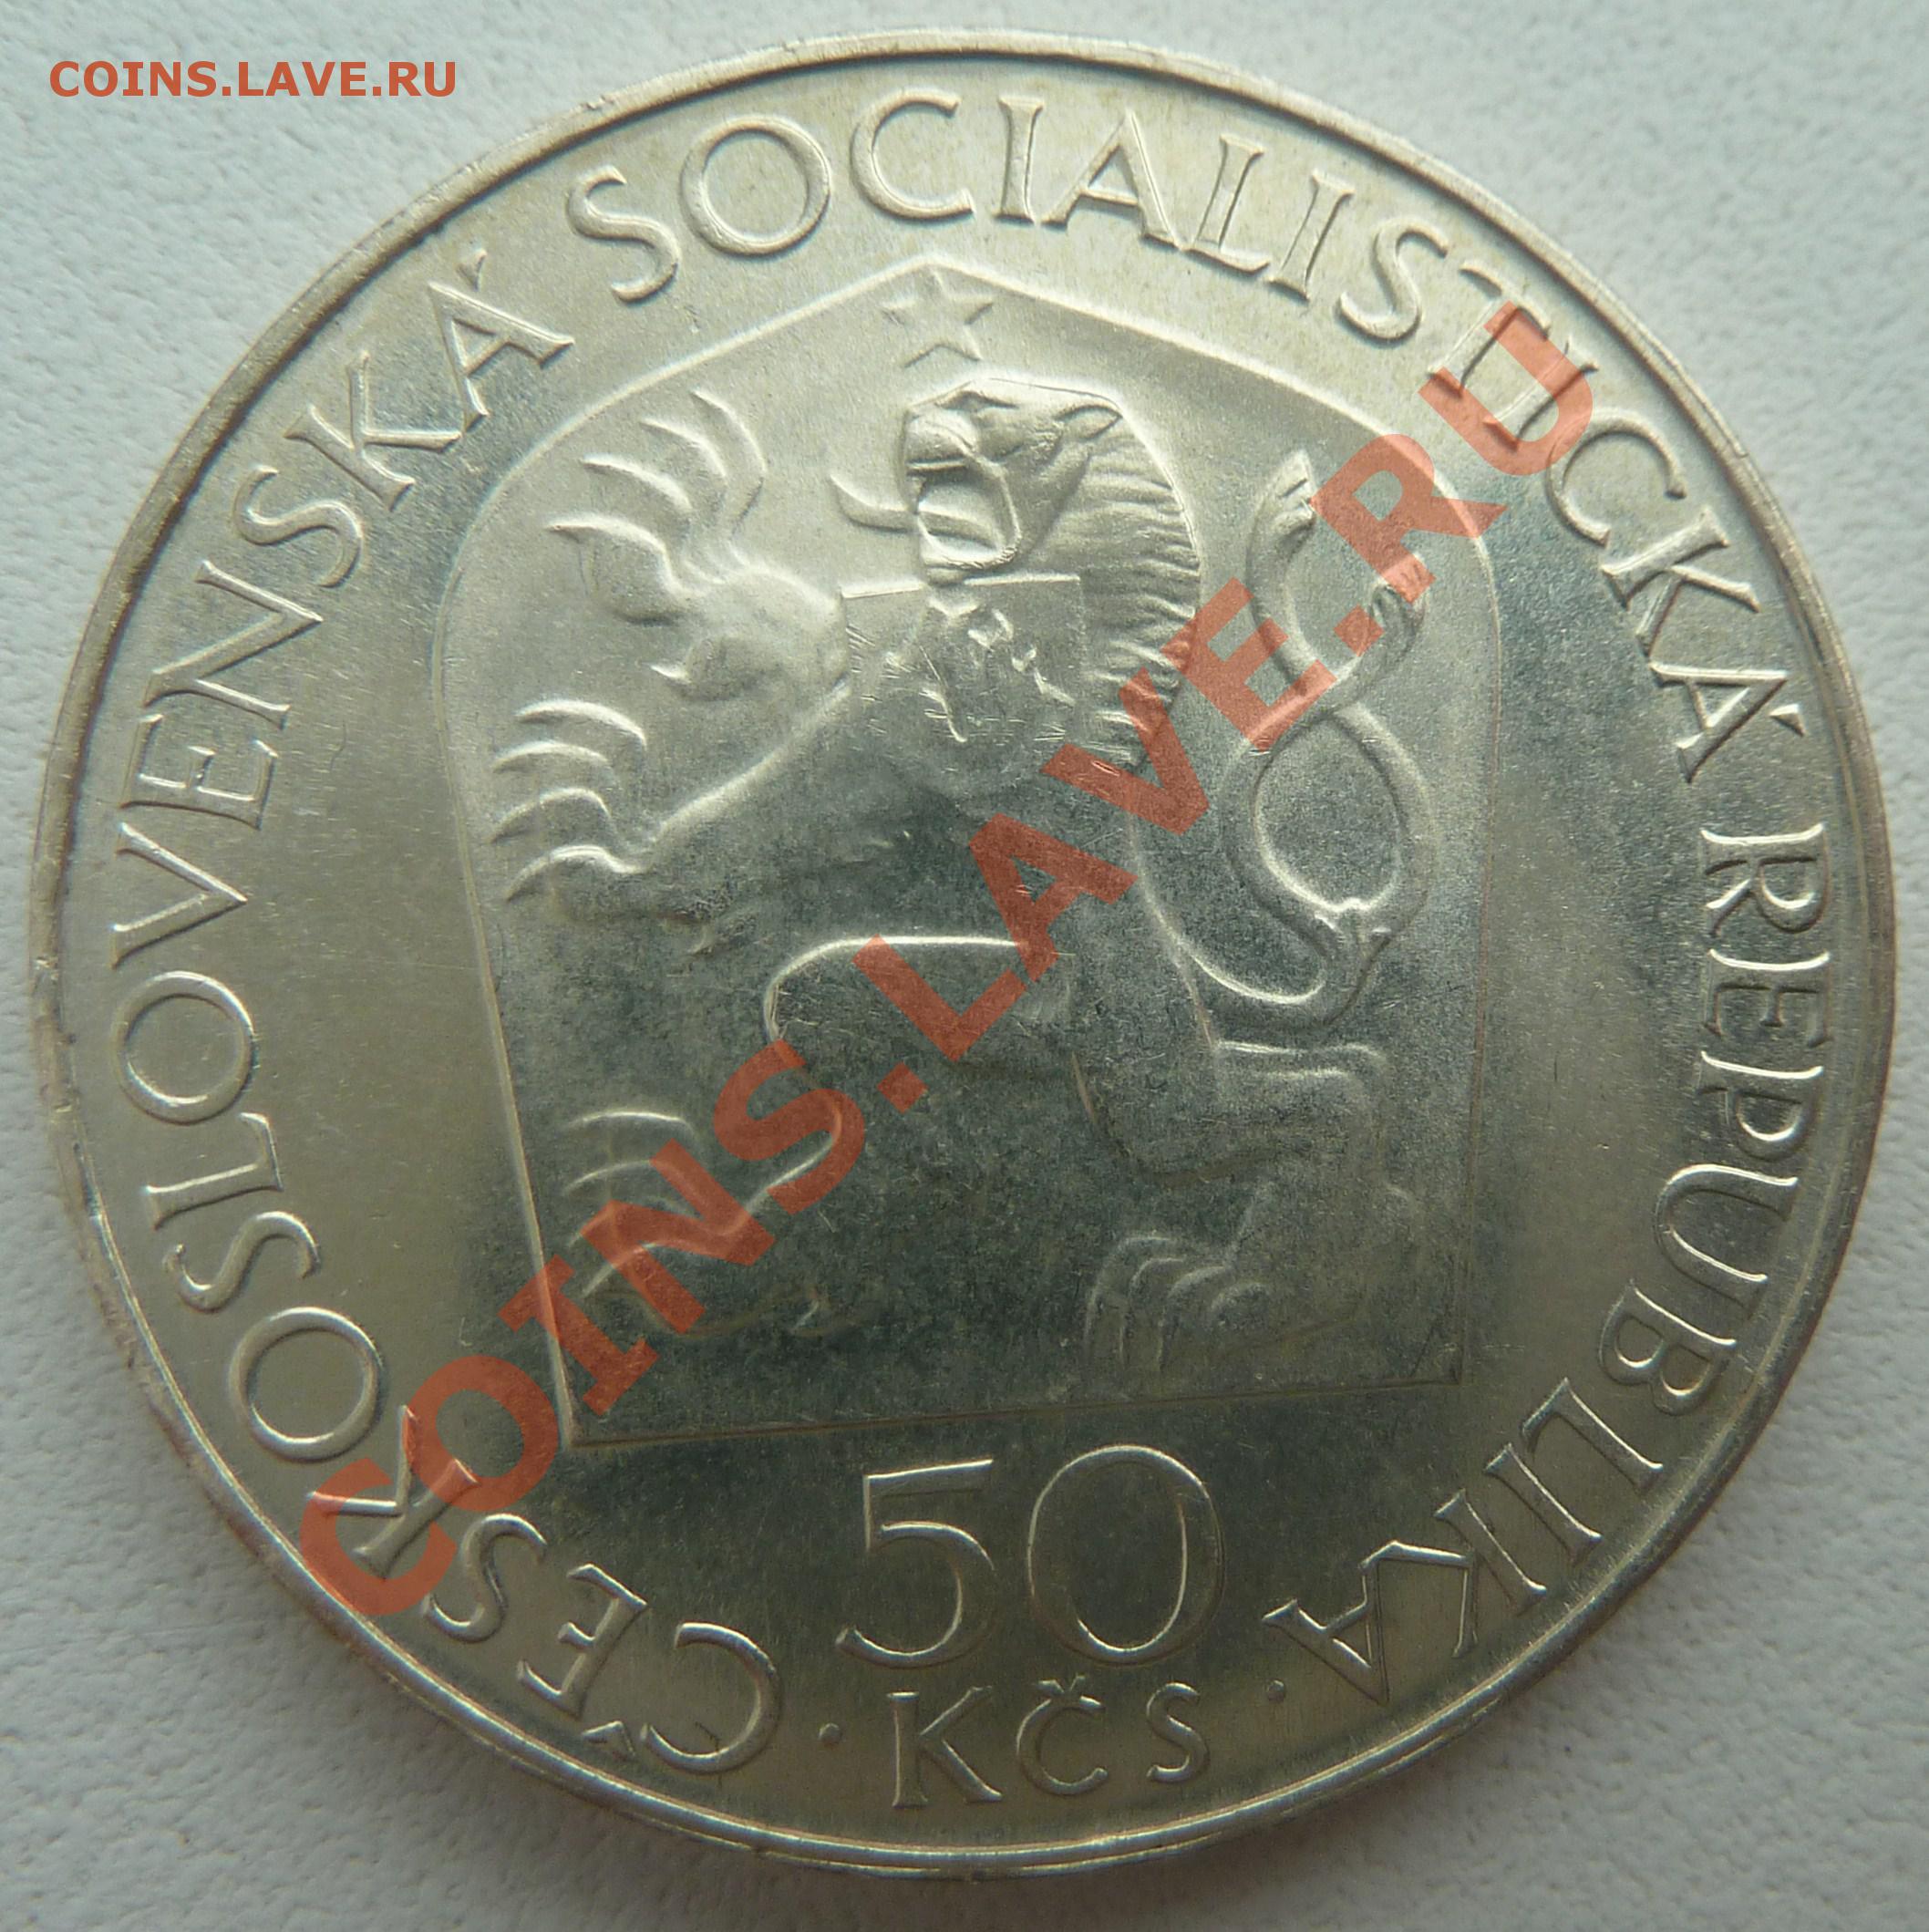 COINS.LAVE.RU
ČESKOSLOVENSKÁ SOCIALISTICKÁ REPUBLIKA
50
· KČS ·
COINS.LAVE.RU